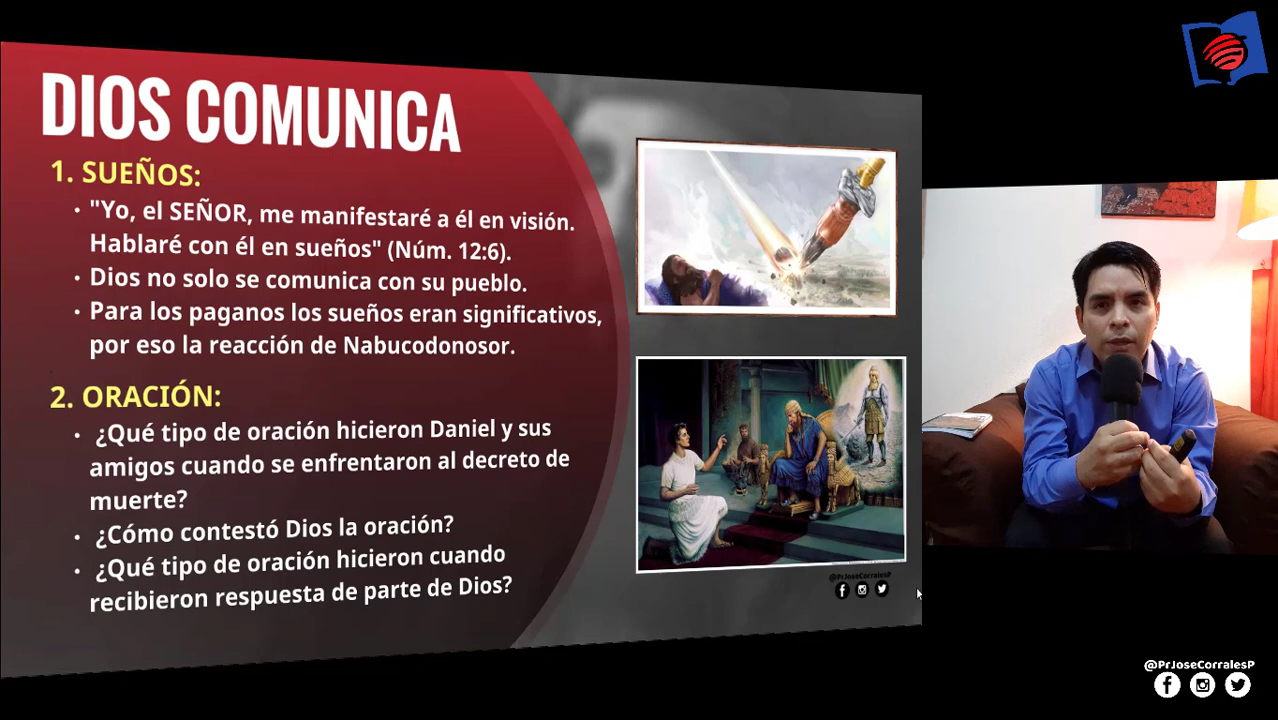 DIOS COMUNICA
1. SUEÑOS:
• "Yo, el SEÑOR, me manifestaré a él en visión.
Hablaré con él en sueños" (Núm. 12:6).
• Dios no solo se comunica con su pueblo.
• Para los paganos los sueños eran significativos,
por eso la reacción de Nabucodonosor.
2. ORACIÓN:
• ¿Qué tipo de oración hicieron Daniel y sus
amigos cuando se enfrentaron al decreto de
muerte?
• ¿Cómo contestó Dios la oración?
• ¿Qué tipo de oración hicieron cuando
recibieron respuesta de parte de Dios?
@PrJoseCorralesP
@PrJoseCorralesP